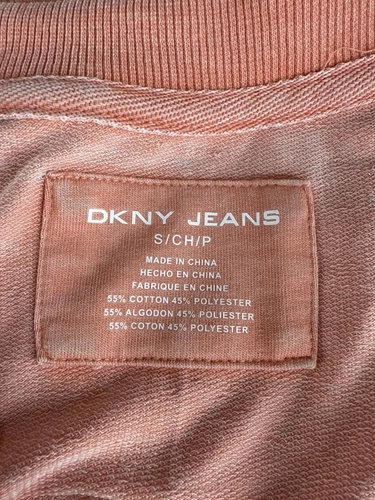 DKNY JEANS
S/CH/P
MADE IN CHINA
HECHO EN CHINA
FABRIQUE EN CHINE
55% COTTON 45% POLYESTER
55% ALGODON 45% POLIESTER
55% COTON 45% POLYESTER